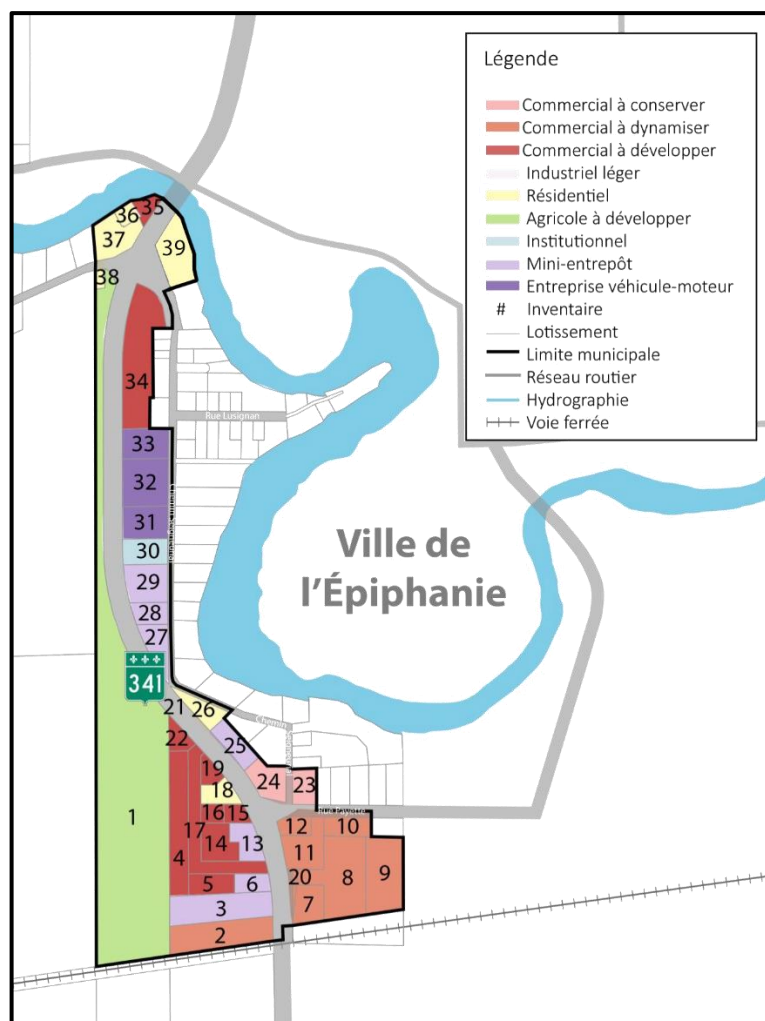 Légende
Commercial à conserver
Commercial à dynamiser
Commercial à développer
Industriel léger
Résidentiel
Agricole à développer
Institutionnel
Mini-entrepôt
Entreprise véhicule-moteur
# Inventaire
Lotissement
Limite municipale
Réseau routier
Hydrographie
Voie ferrée
35
36
37
39
38
34
Rue Lusignan
33
32
31
30
Ville de
l'Épiphanie
29
28
27
341
21
26
Chemin
22
25
19
24
23
18
Rue Payette
1
16
15
12
10
17
14
13
11
4
5
6
20
8
9
3
7
2